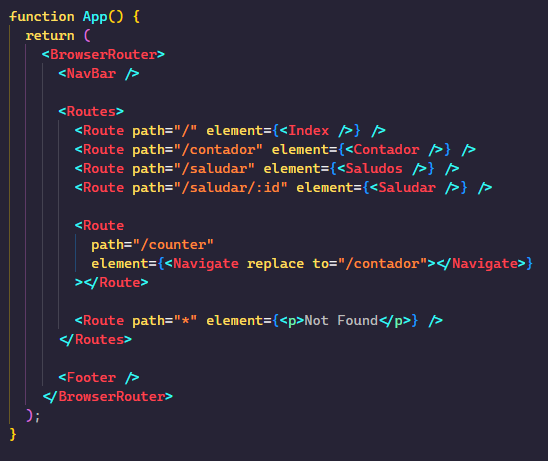 function App() {
return (
<BrowserRouter>
<NavBar />
<Routes>
<Route path="/" element={<Index />} />
<Route path="/contador" element={<Contador />} />
<Route path="/saludar" element={<Saludos />} />
<Route path="/saludar/:id" element={<Saludar />} />
<Route
path="/counter"
element={<Navigate replace to="/contador"></Navigate>}
></Route>
<Route path="*" element={<p>Not Found</p>} />
</Routes>
<Footer />
</BrowserRouter>
);
}